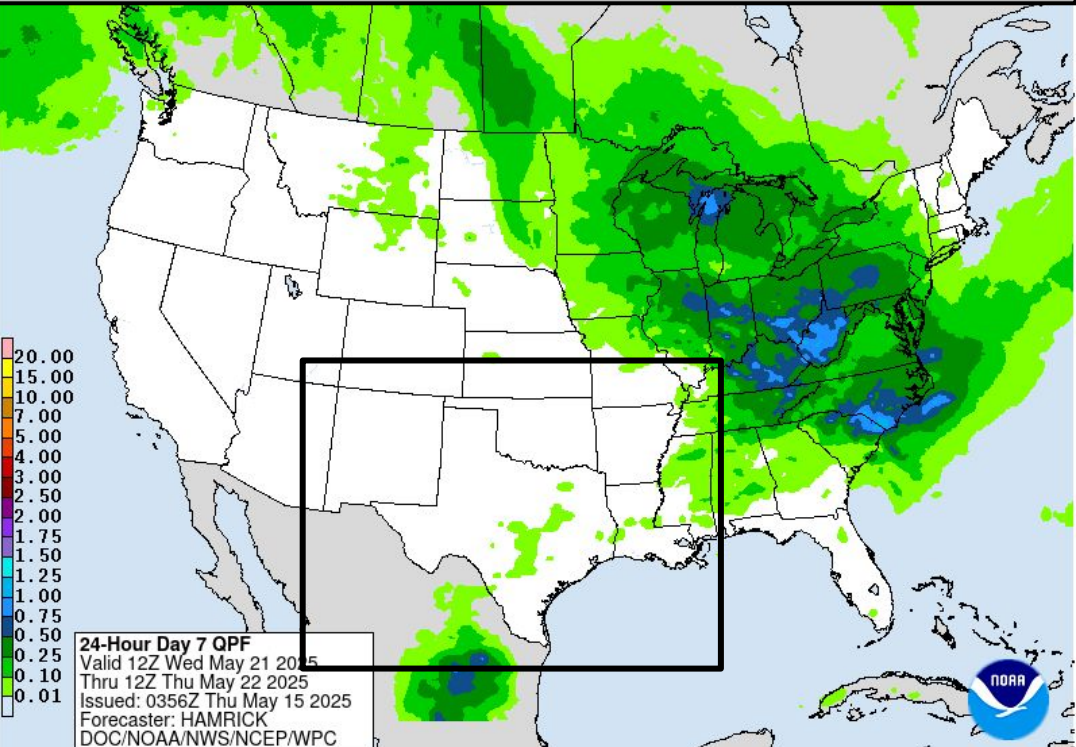 20.00
15.00
10.00
7.00
5.00
4.00
3.00
2.50
2.00
1.75
1.50
1.25
1.00
0.75
0.50
0.25
0.10
0.01
24-Hour Day 7 QPF
Valid 12Z Wed May 21 2025
Thru 12Z Thu May 22 2025
Issued: 0356Z Thu May 15 2025
Forecaster: HAMRICK
DOC/NOAA/NWS/NCEP/WPC
NOAA